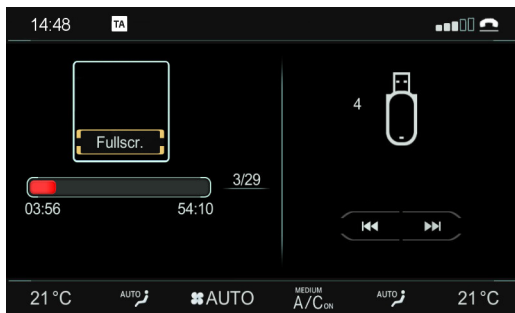 14:48 TA
4
Fullscr.
3/29
03:56 54:10
21 °C AUTO AUTO MEDIUM A/C ON AUTO 21 °C